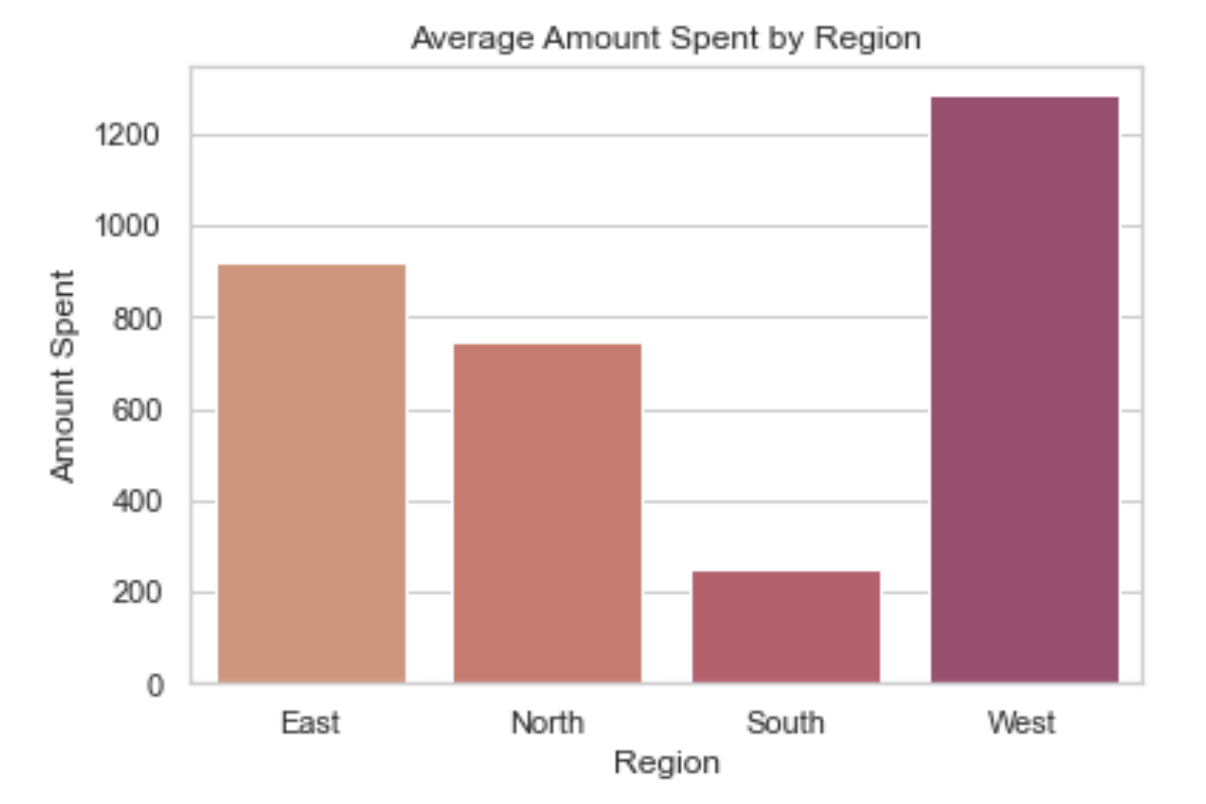 Average Amount Spent by Region
Amount Spent
1200
1000
800
600
400
200
0
East North South West
Region